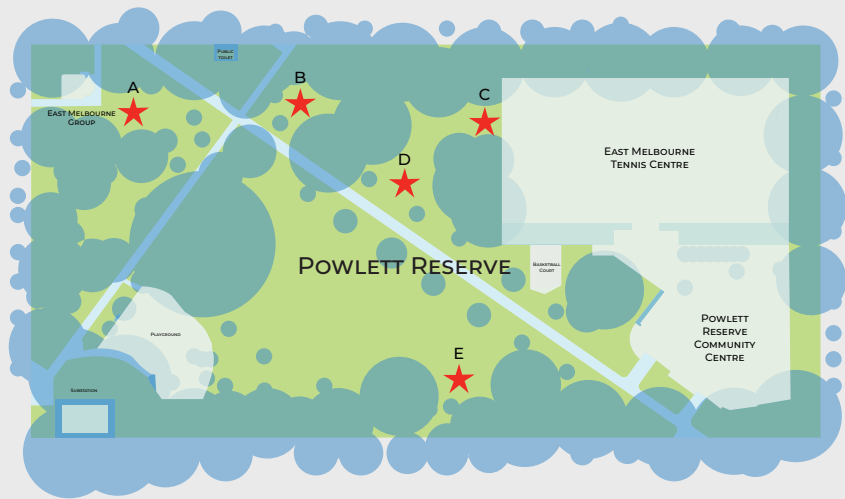 Public
Toilet
A
B
C
East Melbourne
Group
D
East Melbourne
Tennis Centre
Powlett Reserve
Basketball
Court
Playground
Powlett
Reserve
Community
Centre
E
Substation